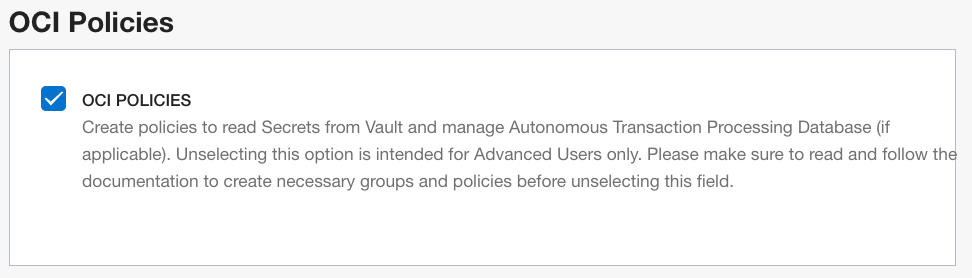 OCI Policies
OCI POLICIES
Create policies to read Secrets from Vault and manage Autonomous Transaction Processing Database (if
applicable). Unselecting this option is intended for Advanced Users only. Please make sure to read and follow the
documentation to create necessary groups and policies before unselecting this field.